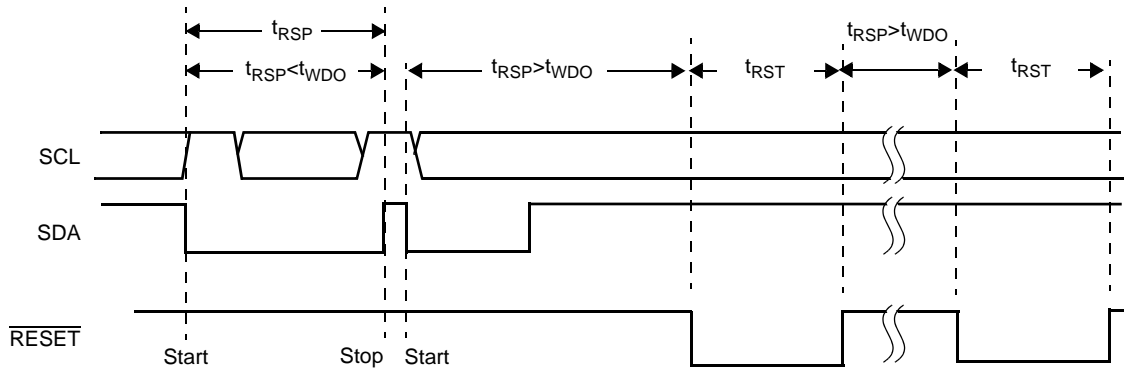 tRSP
tRSP<tWDO
tRSP>tWDO
tRST
tRSP>tWDO
tRST
SCL
SDA
RESET
Start
Stop
Start